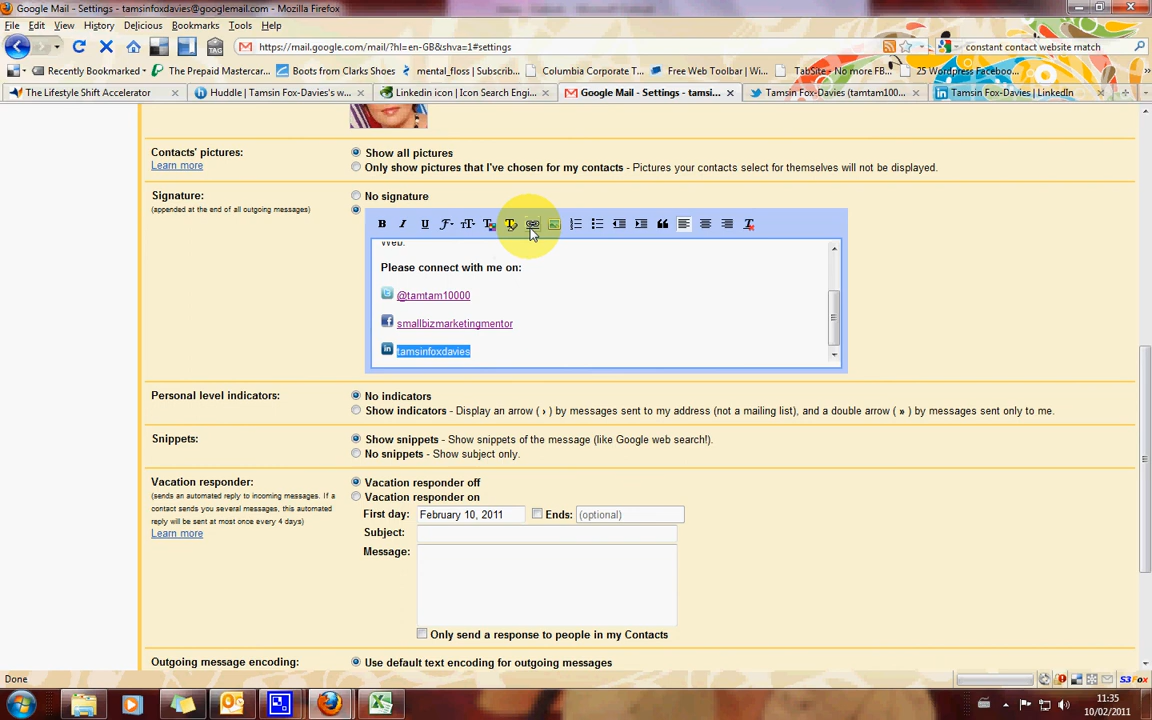 Google Mail - Settings - tamsinfoxdavies@googlemail.com - Mozilla Firefox
File Edit View History Delicious Bookmarks Tools Help
TAG https://mail.google.com/mail/?hl=en-GB&shva=1#settings constant contact website match
Recently Bookmarked The Prepaid Mastercar... Boots from Clarks Shoes mental_floss | Subscrib... Columbia Corporate T... Free Web Toolbar | Wi... TabSite - No more FB... 25 Wordpress Faceboo... »
The Lifestyle Shift Accelerator Huddle | Tamsin Fox-Davies's w... Linkedin icon | Icon Search Engi... Google Mail - Settings - tamsi... Tamsin Fox-Davies (tamtam100... Tamsin Fox-Davies | LinkedIn
Contacts' pictures: Show all pictures
Learn more Only show pictures that I've chosen for my contacts - Pictures your contacts select for themselves will not be displayed.
Signature: No signature
(appended at the end of all outgoing messages)
Web:
Please connect with me on:
@tamtam10000
smallbizmarketingmentor
tamsinfoxdavies
Personal level indicators: No indicators
Show indicators - Display an arrow ( › ) by messages sent to my address (not a mailing list), and a double arrow ( » ) by messages sent only to me.
Snippets: Show snippets - Show snippets of the message (like Google web search!).
No snippets - Show subject only.
Vacation responder: Vacation responder off
(sends an automated reply to incoming messages. If a Vacation responder on
contact sends you several messages, this automated First day: February 10, 2011 Ends: (optional)
reply will be sent at most once every 4 days) Subject:
Learn more Message:
Only send a response to people in my Contacts
Outgoing message encoding: Use default text encoding for outgoing messages
Done S3Fox
11:35
10/02/2011